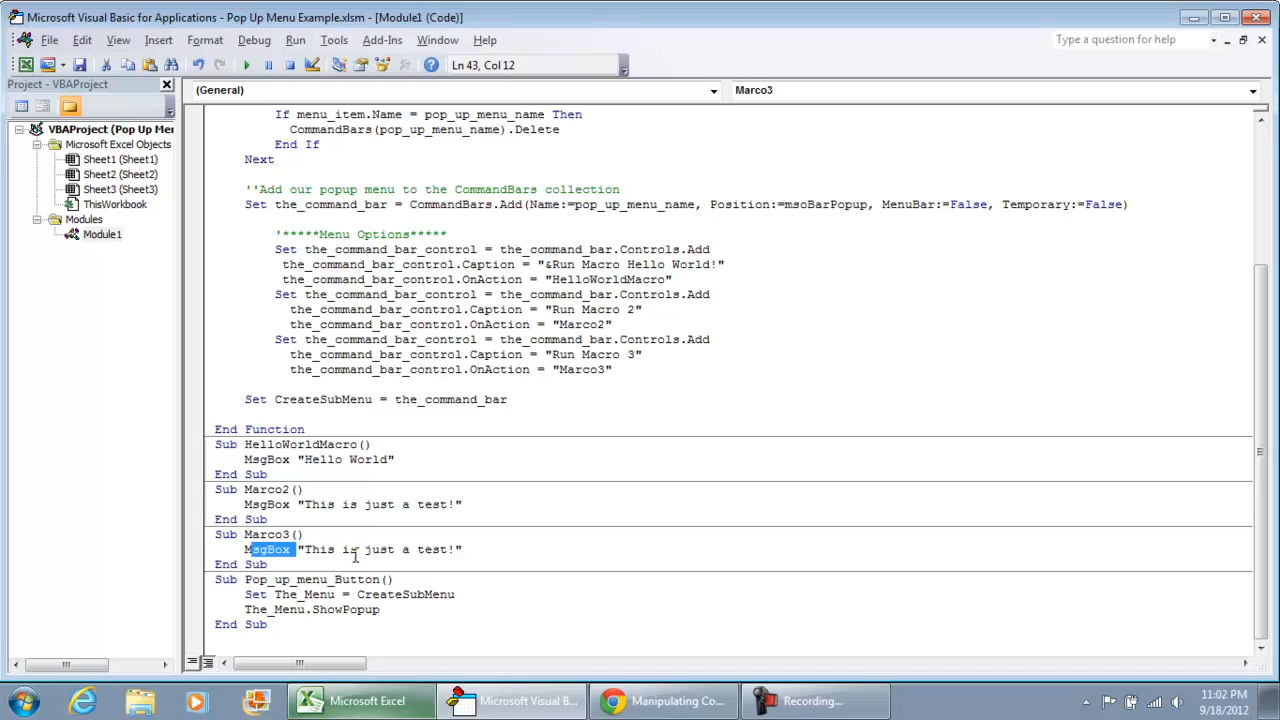 Microsoft Visual Basic for Applications - Pop Up Menu Example.xlsm - [Module1 (Code)]
File Edit View Insert Format Debug Run Tools Add-Ins Window Help
Type a question for help
Ln 43, Col 12
Project - VBAProject
(General)
Marco3
VBAProject (Pop Up Mer
Microsoft Excel Objects
Sheet1 (Sheet1)
Sheet2 (Sheet2)
Sheet3 (Sheet3)
ThisWorkbook
Modules
Module1
If menu_item.Name = pop_up_menu_name Then
CommandBars(pop_up_menu_name).Delete
End If
Next
''Add our popup menu to the CommandBars collection
Set the_command_bar = CommandBars.Add(Name:=pop_up_menu_name, Position:=msoBarPopup, MenuBar:=False, Temporary:=False)
'*****Menu Options*****
Set the_command_bar_control = the_command_bar.Controls.Add
the_command_bar_control.Caption = "&Run Macro Hello World!"
the_command_bar_control.OnAction = "HelloWorldMacro"
Set the_command_bar_control = the_command_bar.Controls.Add
the_command_bar_control.Caption = "Run Macro 2"
the_command_bar_control.OnAction = "Marco2"
Set the_command_bar_control = the_command_bar.Controls.Add
the_command_bar_control.Caption = "Run Macro 3"
the_command_bar_control.OnAction = "Marco3"
Set CreateSubMenu = the_command_bar
End Function
Sub HelloWorldMacro()
MsgBox "Hello World"
End Sub
Sub Marco2()
MsgBox "This is just a test!"
End Sub
Sub Marco3()
MsgBox "This is just a test!"
End Sub
Sub Pop_up_menu_Button()
Set The_Menu = CreateSubMenu
The_Menu.ShowPopup
End Sub
Microsoft Excel
Microsoft Visual B...
Manipulating Co...
Recording...
11:02 PM
9/18/2012